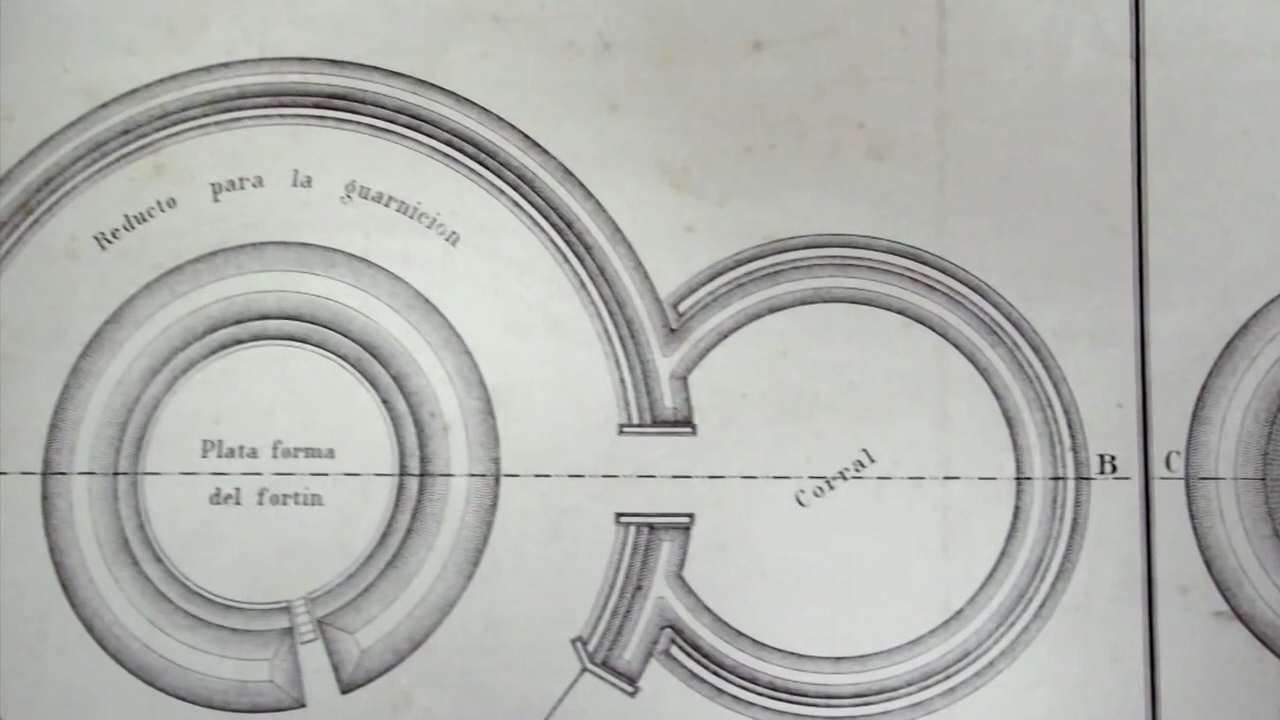 Reducto para la guarnicion
Plata forma
del fortin
Corral
B
C